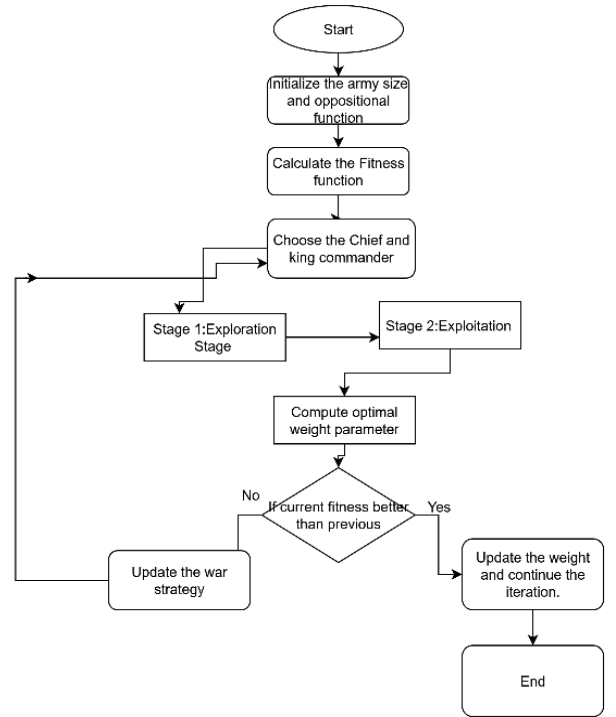 Start
Initialize the army size
and oppositional
function
Calculate the Fitness
function
Choose the Chief and
king commander
Stage 1:Exploration
Stage
Stage 2:Exploitation
Compute optimal
weight parameter
No
If current fitness better
than previous
Yes
Update the war
strategy
Update the weight
and continue the
iteration.
End